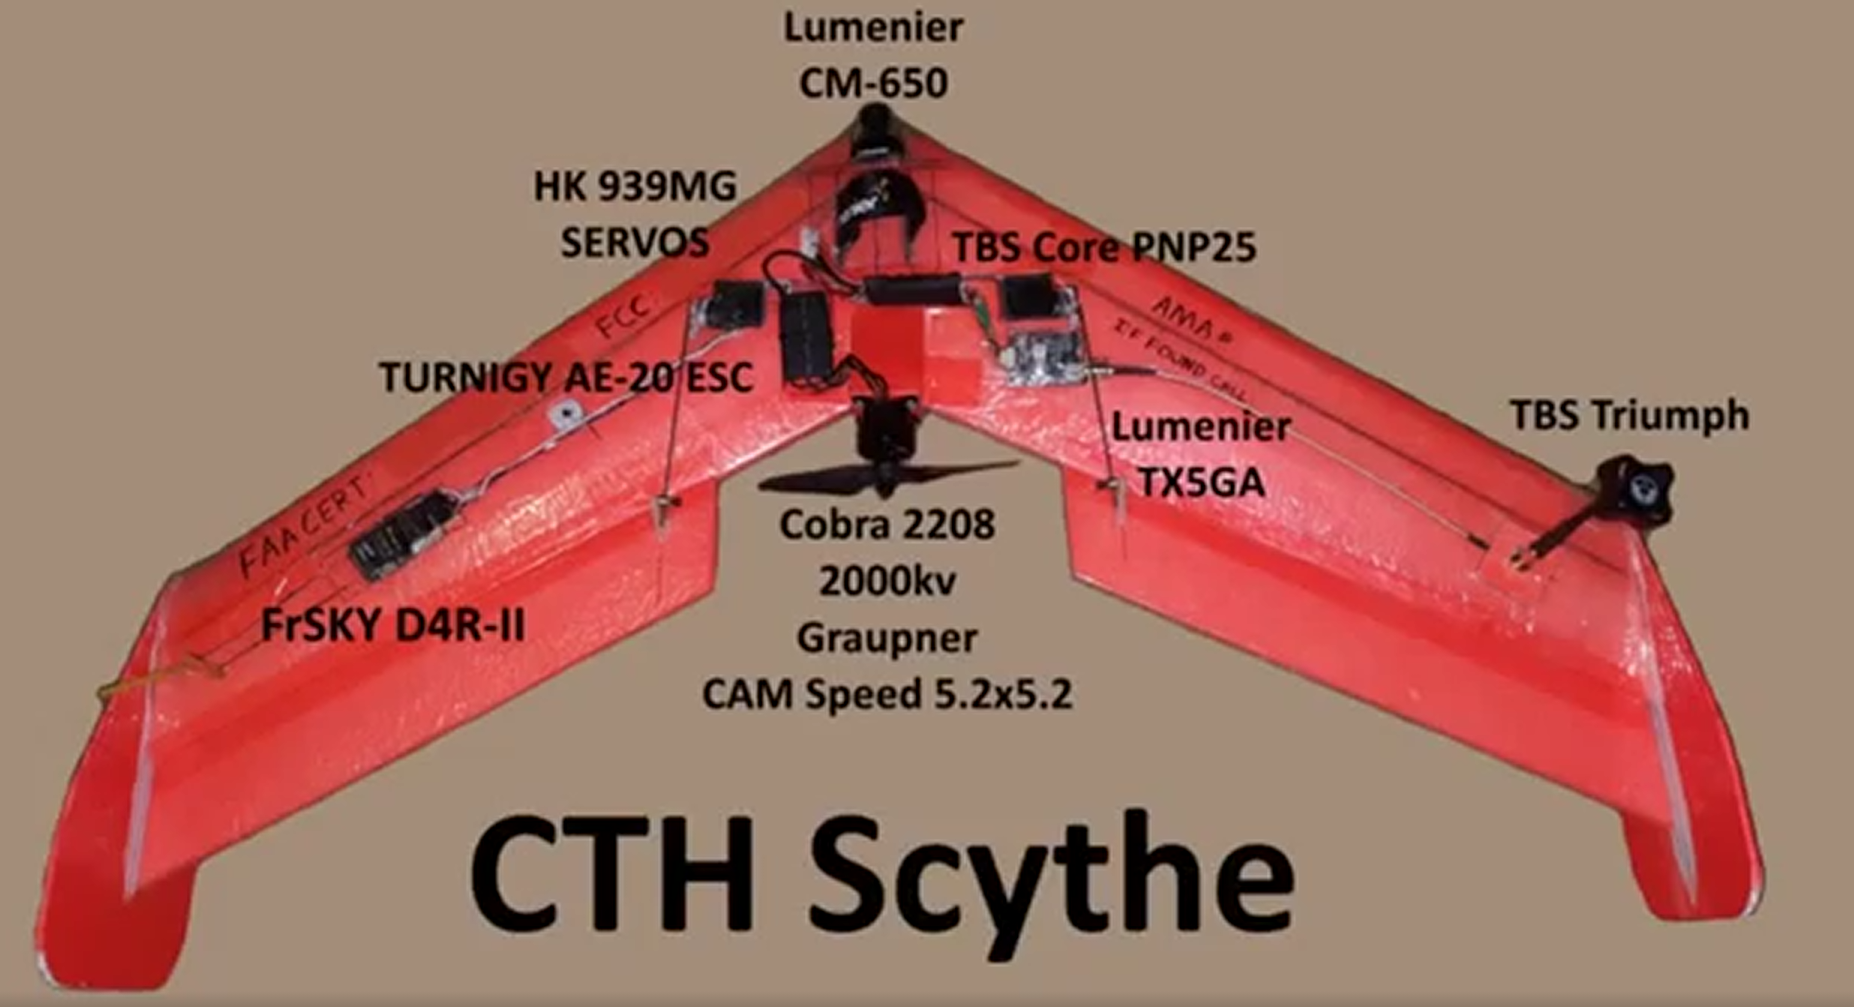 Lumenier
CM-650
HK 939MG
SERVOS
TBS Core PNP25
FCC:
AMA #
IF FOUND CALL
TURNIGY AE-20 ESC
TBS Triumph
Lumenier
TX5GA
FAA CERT:
Cobra 2208
2000kv
Graupner
CAM Speed 5.2x5.2
FrSKY D4R-II
CTH Scythe